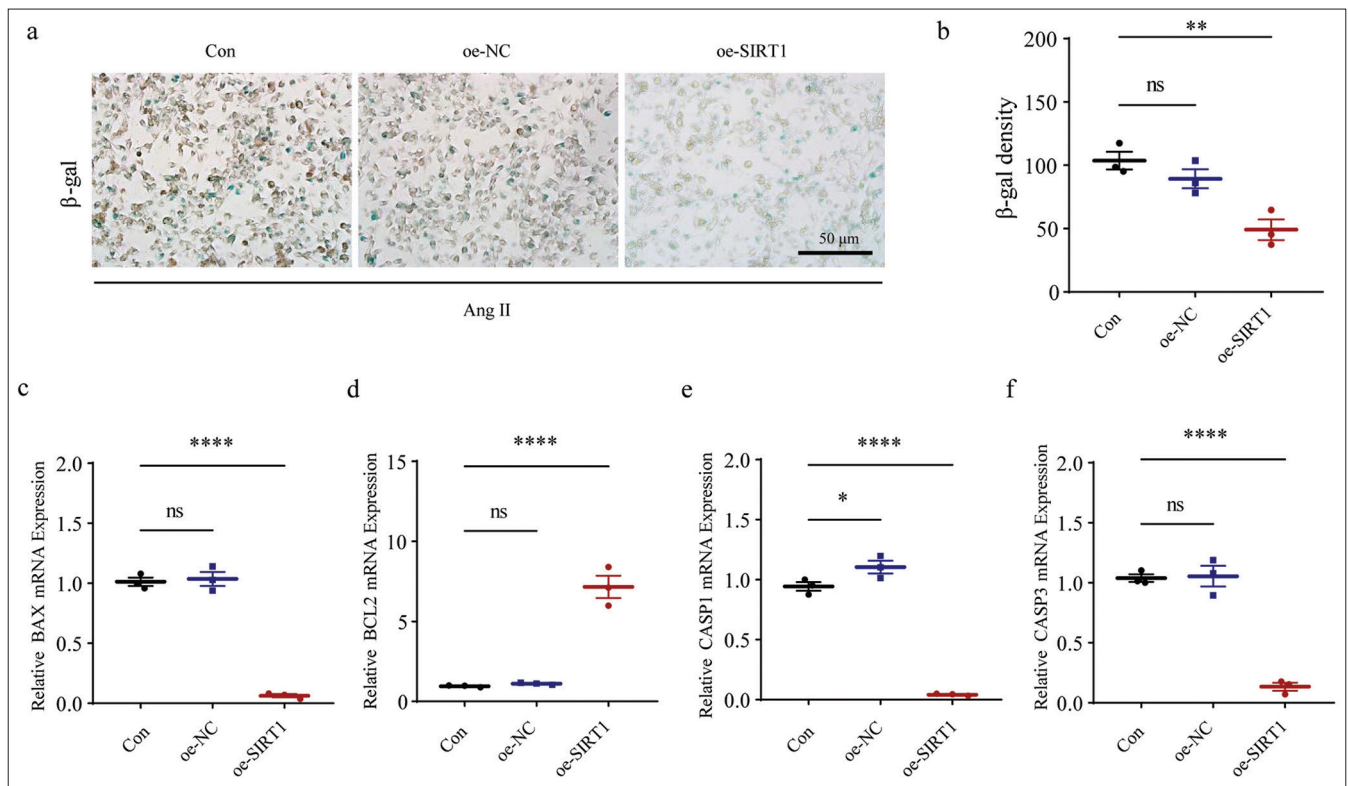 a
Con
oe-NC
oe-SIRT1
β-gal
50 μm
Ang II
b
**
ns
β-gal density
200
150
100
50
0
Con
oe-NC
oe-SIRT1
c
****
ns
Relative BAX mRNA Expression
2.0
1.5
1.0
0.5
0.0
Con
oe-NC
oe-SIRT1
d
****
ns
Relative BCL2 mRNA Expression
15
10
5
0
Con
oe-NC
oe-SIRT1
e
****
*
Relative CASP1 mRNA Expression
2.0
1.5
1.0
0.5
0.0
Con
oe-NC
oe-SIRT1
f
****
ns
Relative CASP3 mRNA Expression
2.0
1.5
1.0
0.5
0.0
Con
oe-NC
oe-SIRT1